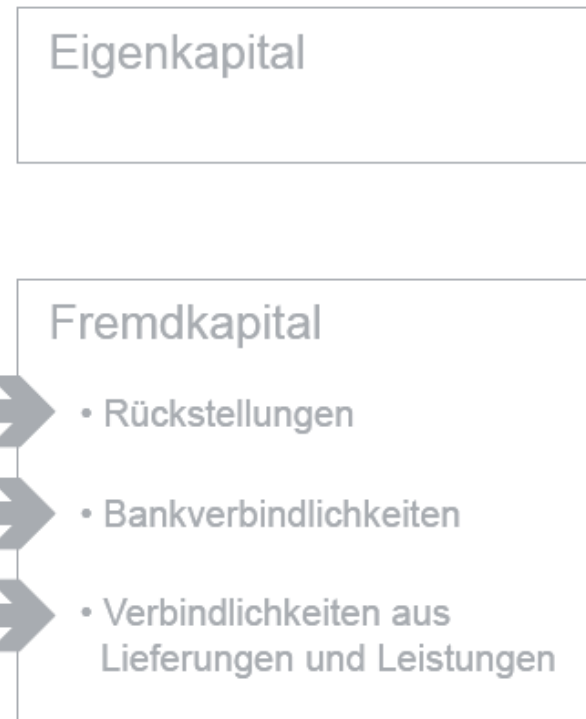 Eigenkapital
Fremdkapital
• Rückstellungen
• Bankverbindlichkeiten
• Verbindlichkeiten aus
Lieferungen und Leistungen